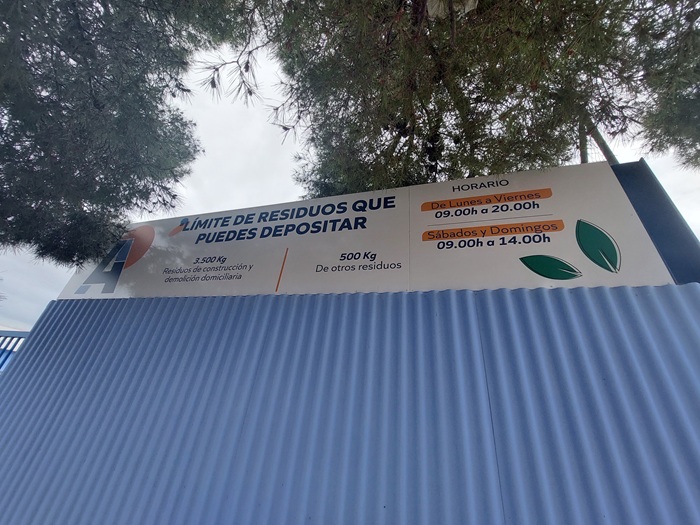 LÍMITE DE RESIDUOS QUE
PUEDES DEPOSITAR
3.500 Kg
Residuos de construcción y
demolición domiciliaria
500 Kg
De otros residuos
HORARIO
De Lunes a Viernes
09.00h a 20.00h
Sábados y Domingos
09.00h a 14.00h